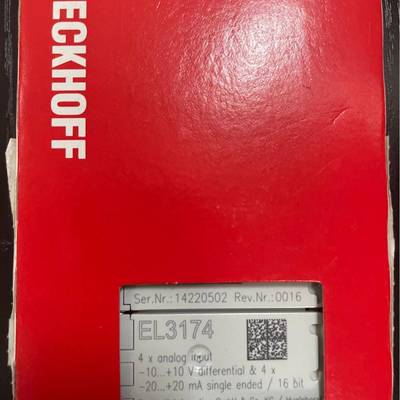 ECKHOFF
Ser.Nr.:14220502 Rev.Nr.:0016
EL3174
4 x analog input
-10...+10 V differential & 4 x
-20...+20 mA single ended / 16 bit